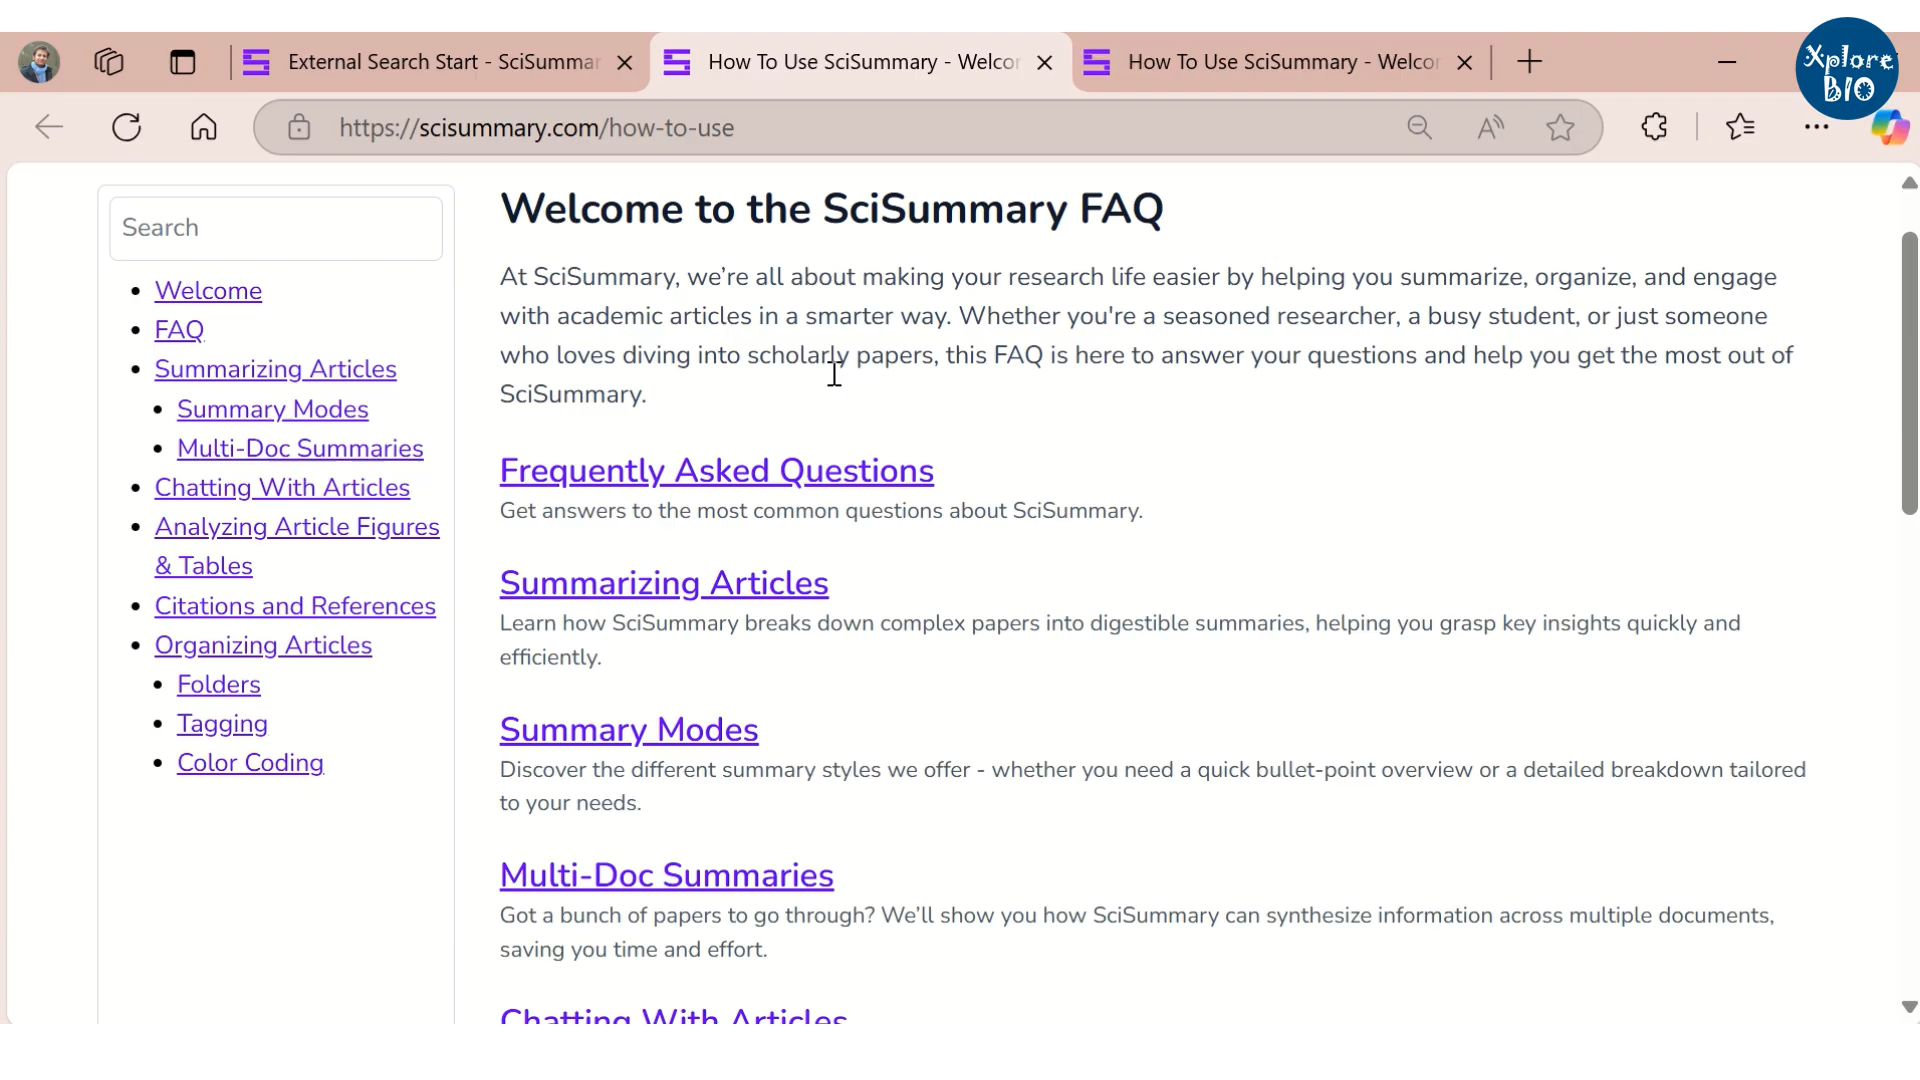 External Search Start - SciSummar
How To Use SciSummary - Welcor
How To Use SciSummary - Welco
Xplore
BIO
https://scisummary.com/how-to-use
Search
Welcome
FAQ
Summarizing Articles
Summary Modes
Multi-Doc Summaries
Chatting With Articles
Analyzing Article Figures
& Tables
Citations and References
Organizing Articles
Folders
Tagging
Color Coding
Welcome to the SciSummary FAQ
At SciSummary, we’re all about making your research life easier by helping you summarize, organize, and engage
with academic articles in a smarter way. Whether you're a seasoned researcher, a busy student, or just someone
who loves diving into scholarly papers, this FAQ is here to answer your questions and help you get the most out of
SciSummary.
Frequently Asked Questions
Get answers to the most common questions about SciSummary.
Summarizing Articles
Learn how SciSummary breaks down complex papers into digestible summaries, helping you grasp key insights quickly and
efficiently.
Summary Modes
Discover the different summary styles we offer - whether you need a quick bullet-point overview or a detailed breakdown tailored
to your needs.
Multi-Doc Summaries
Got a bunch of papers to go through? We’ll show you how SciSummary can synthesize information across multiple documents,
saving you time and effort.
Chatting With Articles